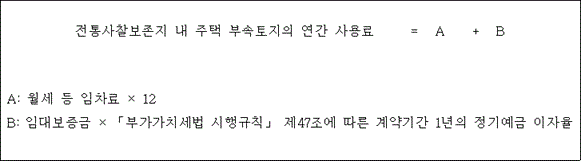 전통사찰보존지 내 주택 부속토지의 연간 사용료 = A + B
A: 월세 등 임차료 × 12
B: 임대보증금 × 「부가가치세법 시행규칙」 제47조에 따른 계약기간 1년의 정기예금 이자율